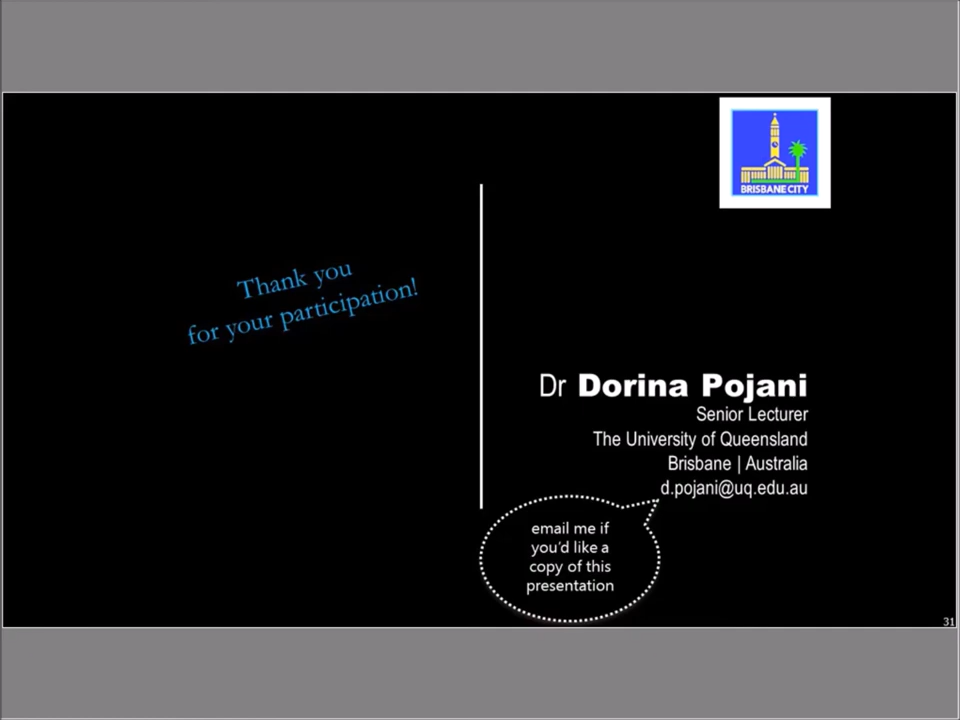 BRISBANE CITY
Thank you
for your participation!
Dr Dorina Pojani
Senior Lecturer
The University of Queensland
Brisbane | Australia
d.pojani@uq.edu.au
email me if
you'd like a
copy of this
presentation
31